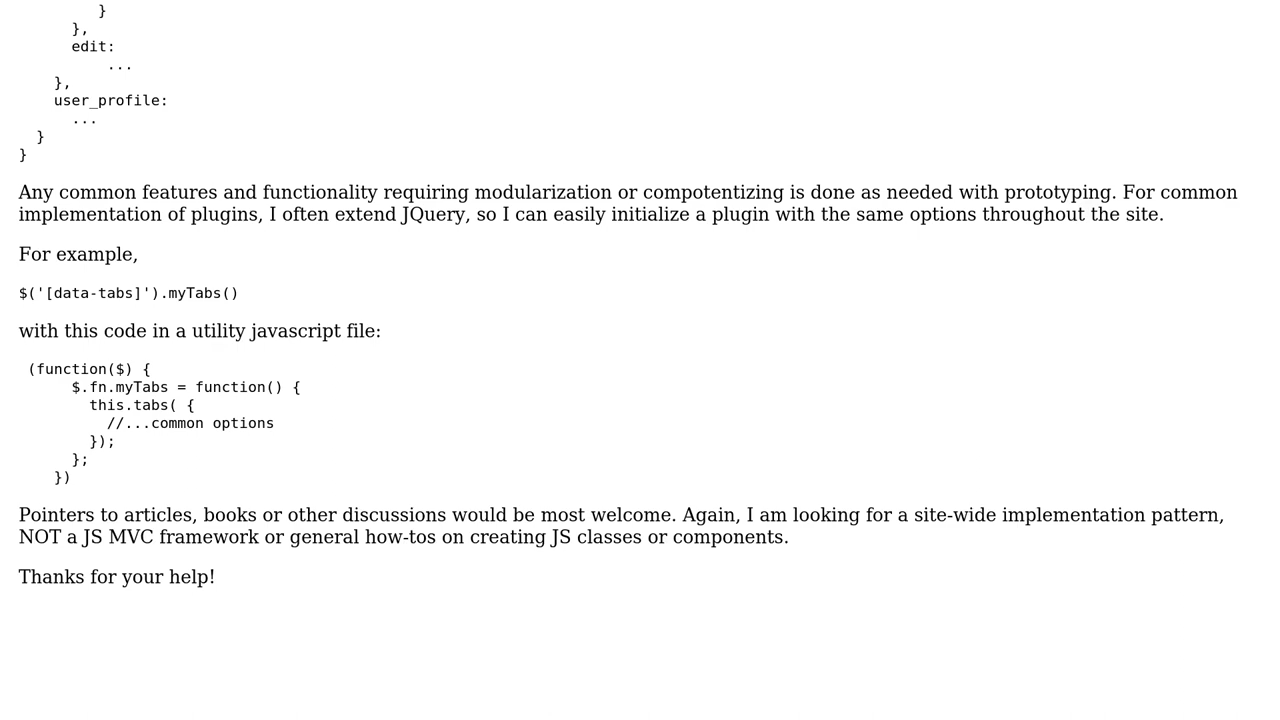 }
      },
      edit:
          ...
    },
    user_profile:
      ...
  }
}
Any common features and functionality requiring modularization or compotentizing is done as needed with prototyping. For common
implementation of plugins, I often extend JQuery, so I can easily initialize a plugin with the same options throughout the site.
For example,
$('[data-tabs]').myTabs()
with this code in a utility javascript file:
 (function($) {
      $.fn.myTabs = function() {
        this.tabs( {
          //...common options
        });
      };
    })
Pointers to articles, books or other discussions would be most welcome. Again, I am looking for a site-wide implementation pattern,
NOT a JS MVC framework or general how-tos on creating JS classes or components.
Thanks for your help!